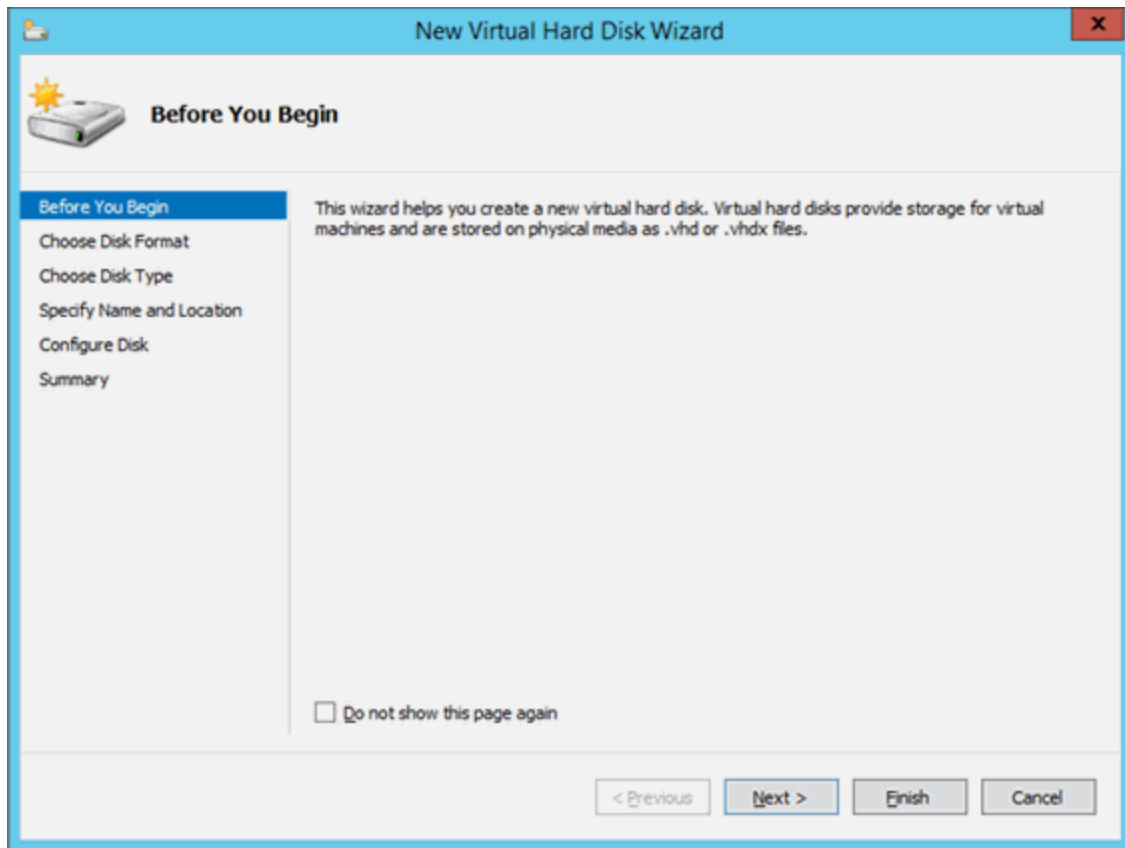 New Virtual Hard Disk Wizard
x
Before You Begin
Before You Begin
Choose Disk Format
Choose Disk Type
Specify Name and Location
Configure Disk
Summary
This wizard helps you create a new virtual hard disk. Virtual hard disks provide storage for virtual
machines and are stored on physical media as .vhd or .vhdx files.
Do not show this page again
< Previous
Next >
Finish
Cancel